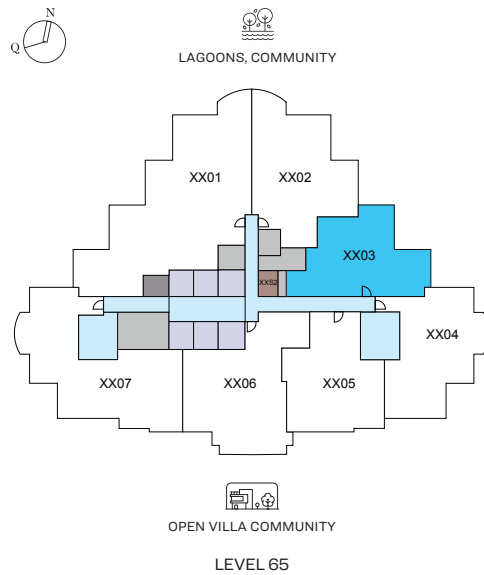 N
Q
LAGOONS, COMMUNITY
XX01
XX02
XX03
XXS2
XX04
XX07
XX06
XX05
OPEN VILLA COMMUNITY
LEVEL 65